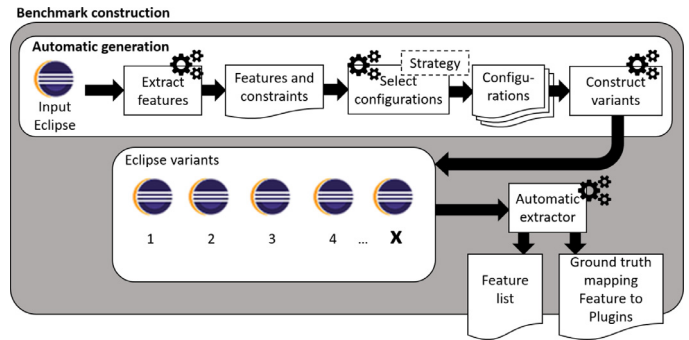 Benchmark construction
Automatic generation
Input
Eclipse
Extract
features
Features and
constraints
Strategy
Select
configurations
Configu-
rations
Construct
variants
Eclipse variants
1 2 3 4 ... X
Automatic
extractor
Feature
list
Ground truth
mapping
Feature to
Plugins